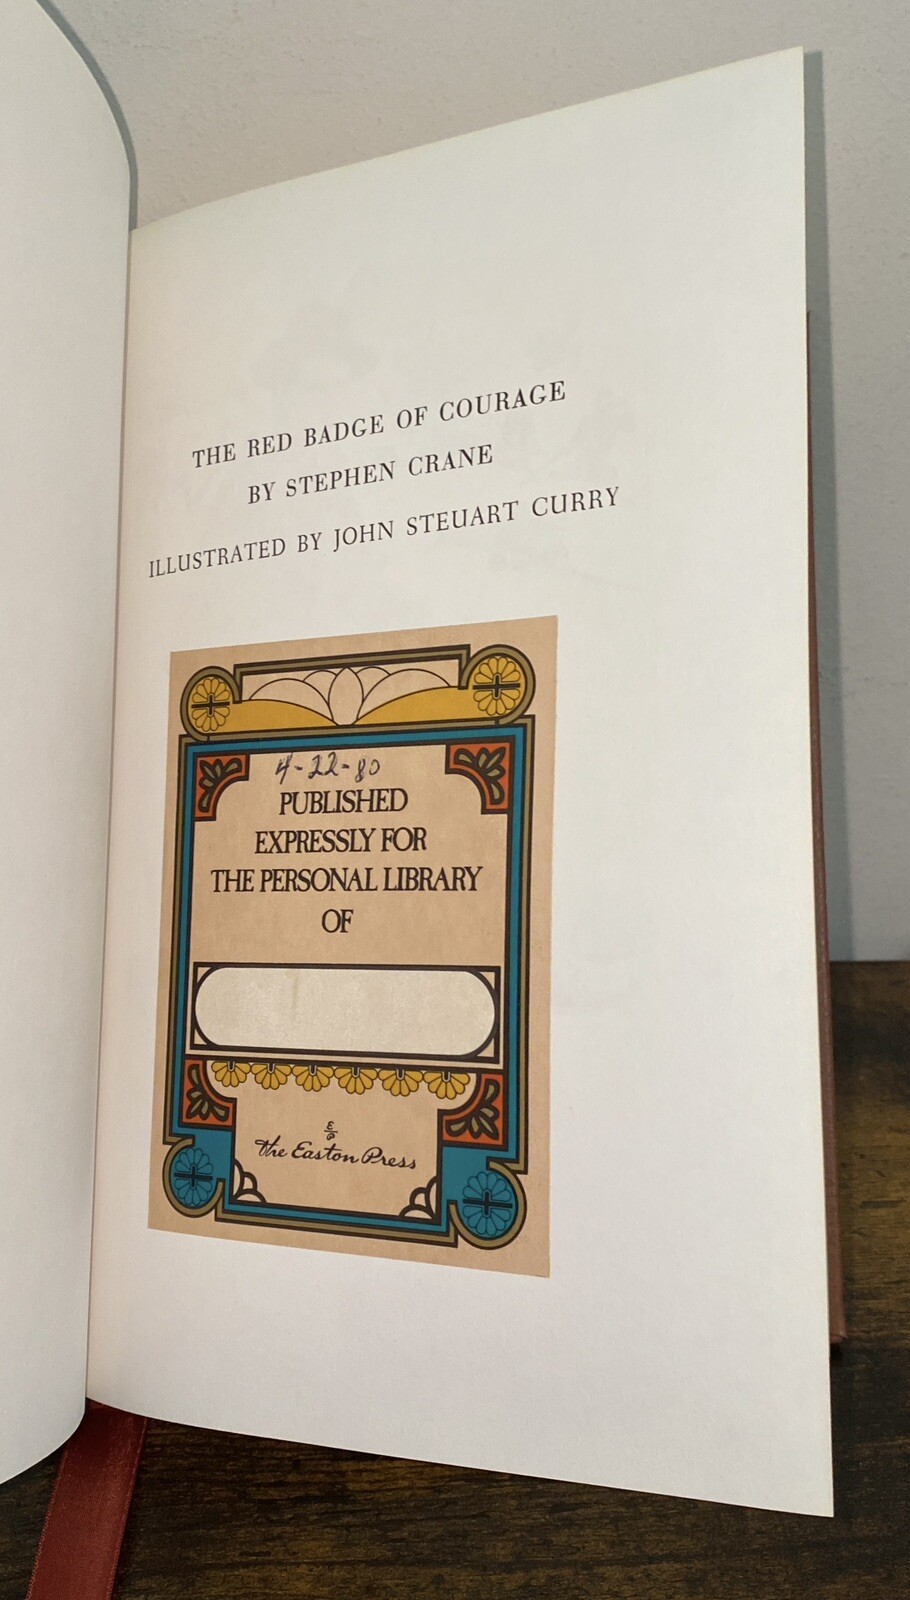 THE RED BADGE OF COURAGE
BY STEPHEN CRANE
ILLUSTRATED BY JOHN STEUART CURRY
4-22-80
PUBLISHED
EXPRESSLY FOR
THE PERSONAL LIBRARY
OF
E/P
The Easton Press